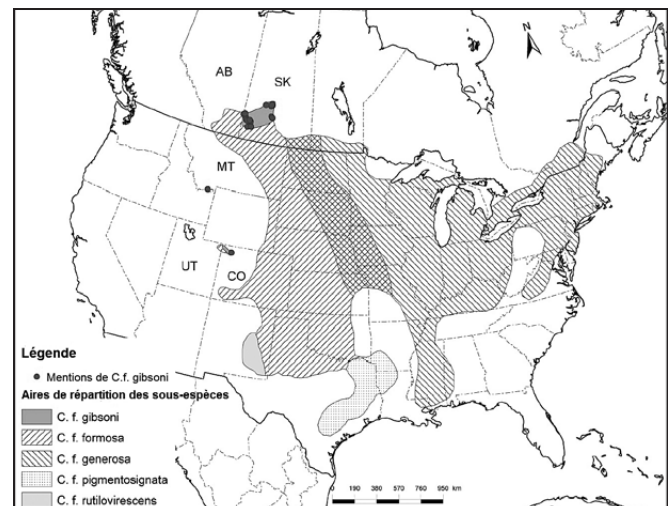 N
AB
SK
MT
UT
CO
Légende
Mentions de C.f. gibsoni
Aires de répartition des sous-espèces
C. f. gibsoni
C. f. formosa
C. f. generosa
C. f. pigmentosignata
C. f. rutilovirescens
0 190 380 570 760 950 km